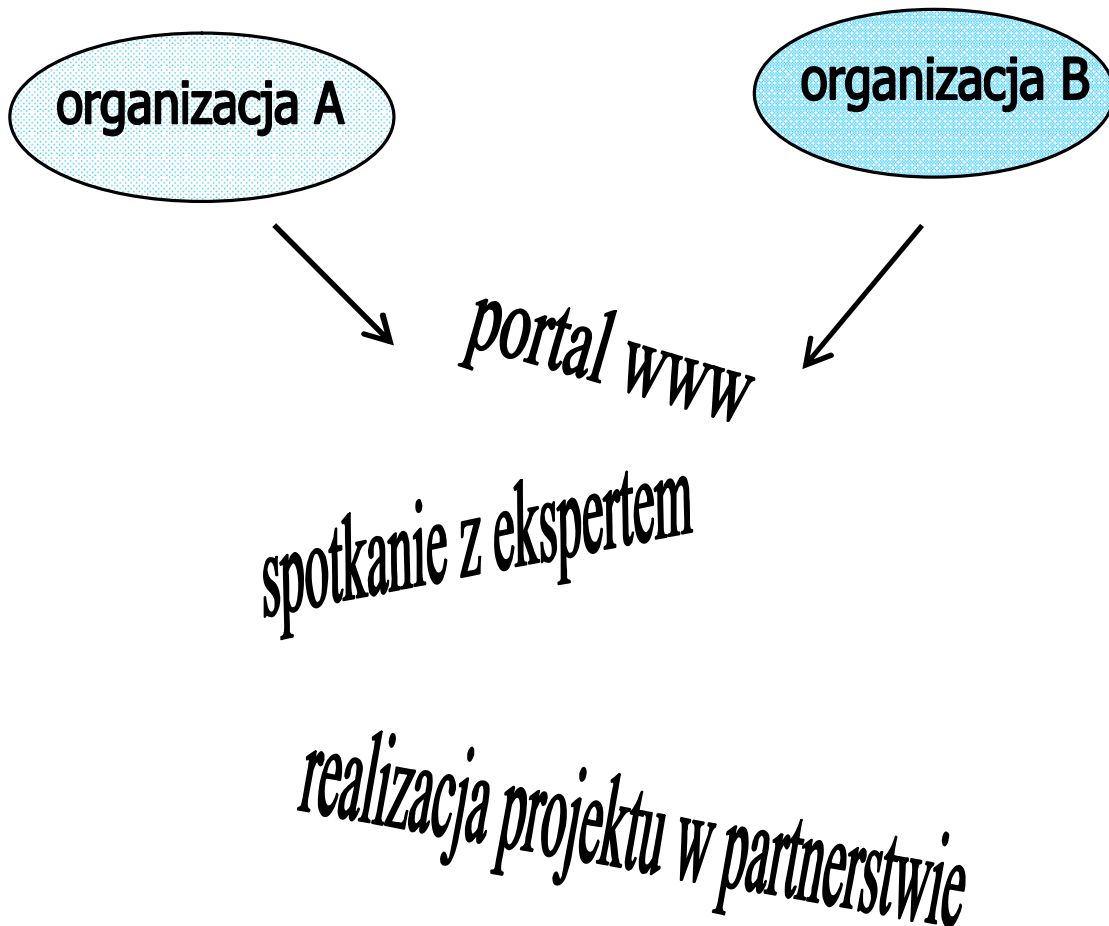 organizacja A
organizacja B
portal www
spotkanie z ekspertem
realizacja projektu w partnerstwie